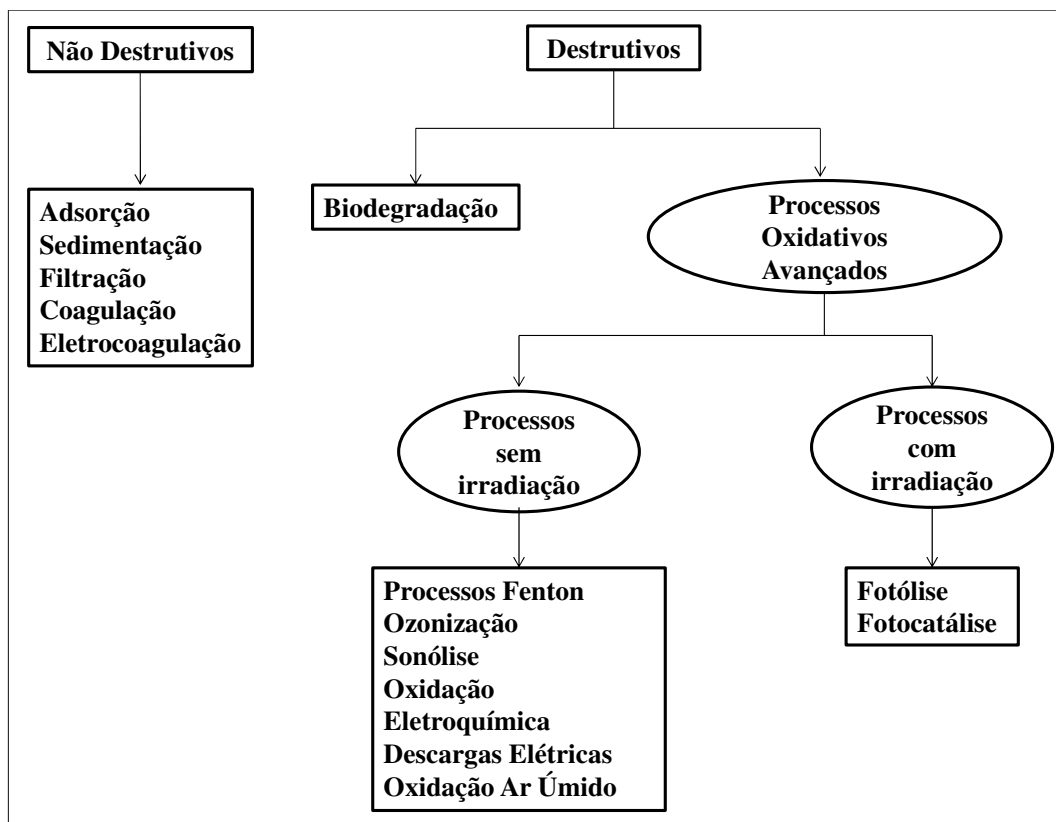 Não Destrutivos
Destrutivos
Adsorção
Sedimentação
Filtração
Coagulação
Eletrocoagulação
Biodegradação
Processos
Oxidativos
Avançados
Processos
sem
irradiação
Processos
com
irradiação
Processos Fenton
Ozonização
Sonólise
Oxidação
Eletroquímica
Descargas Elétricas
Oxidação Ar Úmido
Fotólise
Fotocatálise